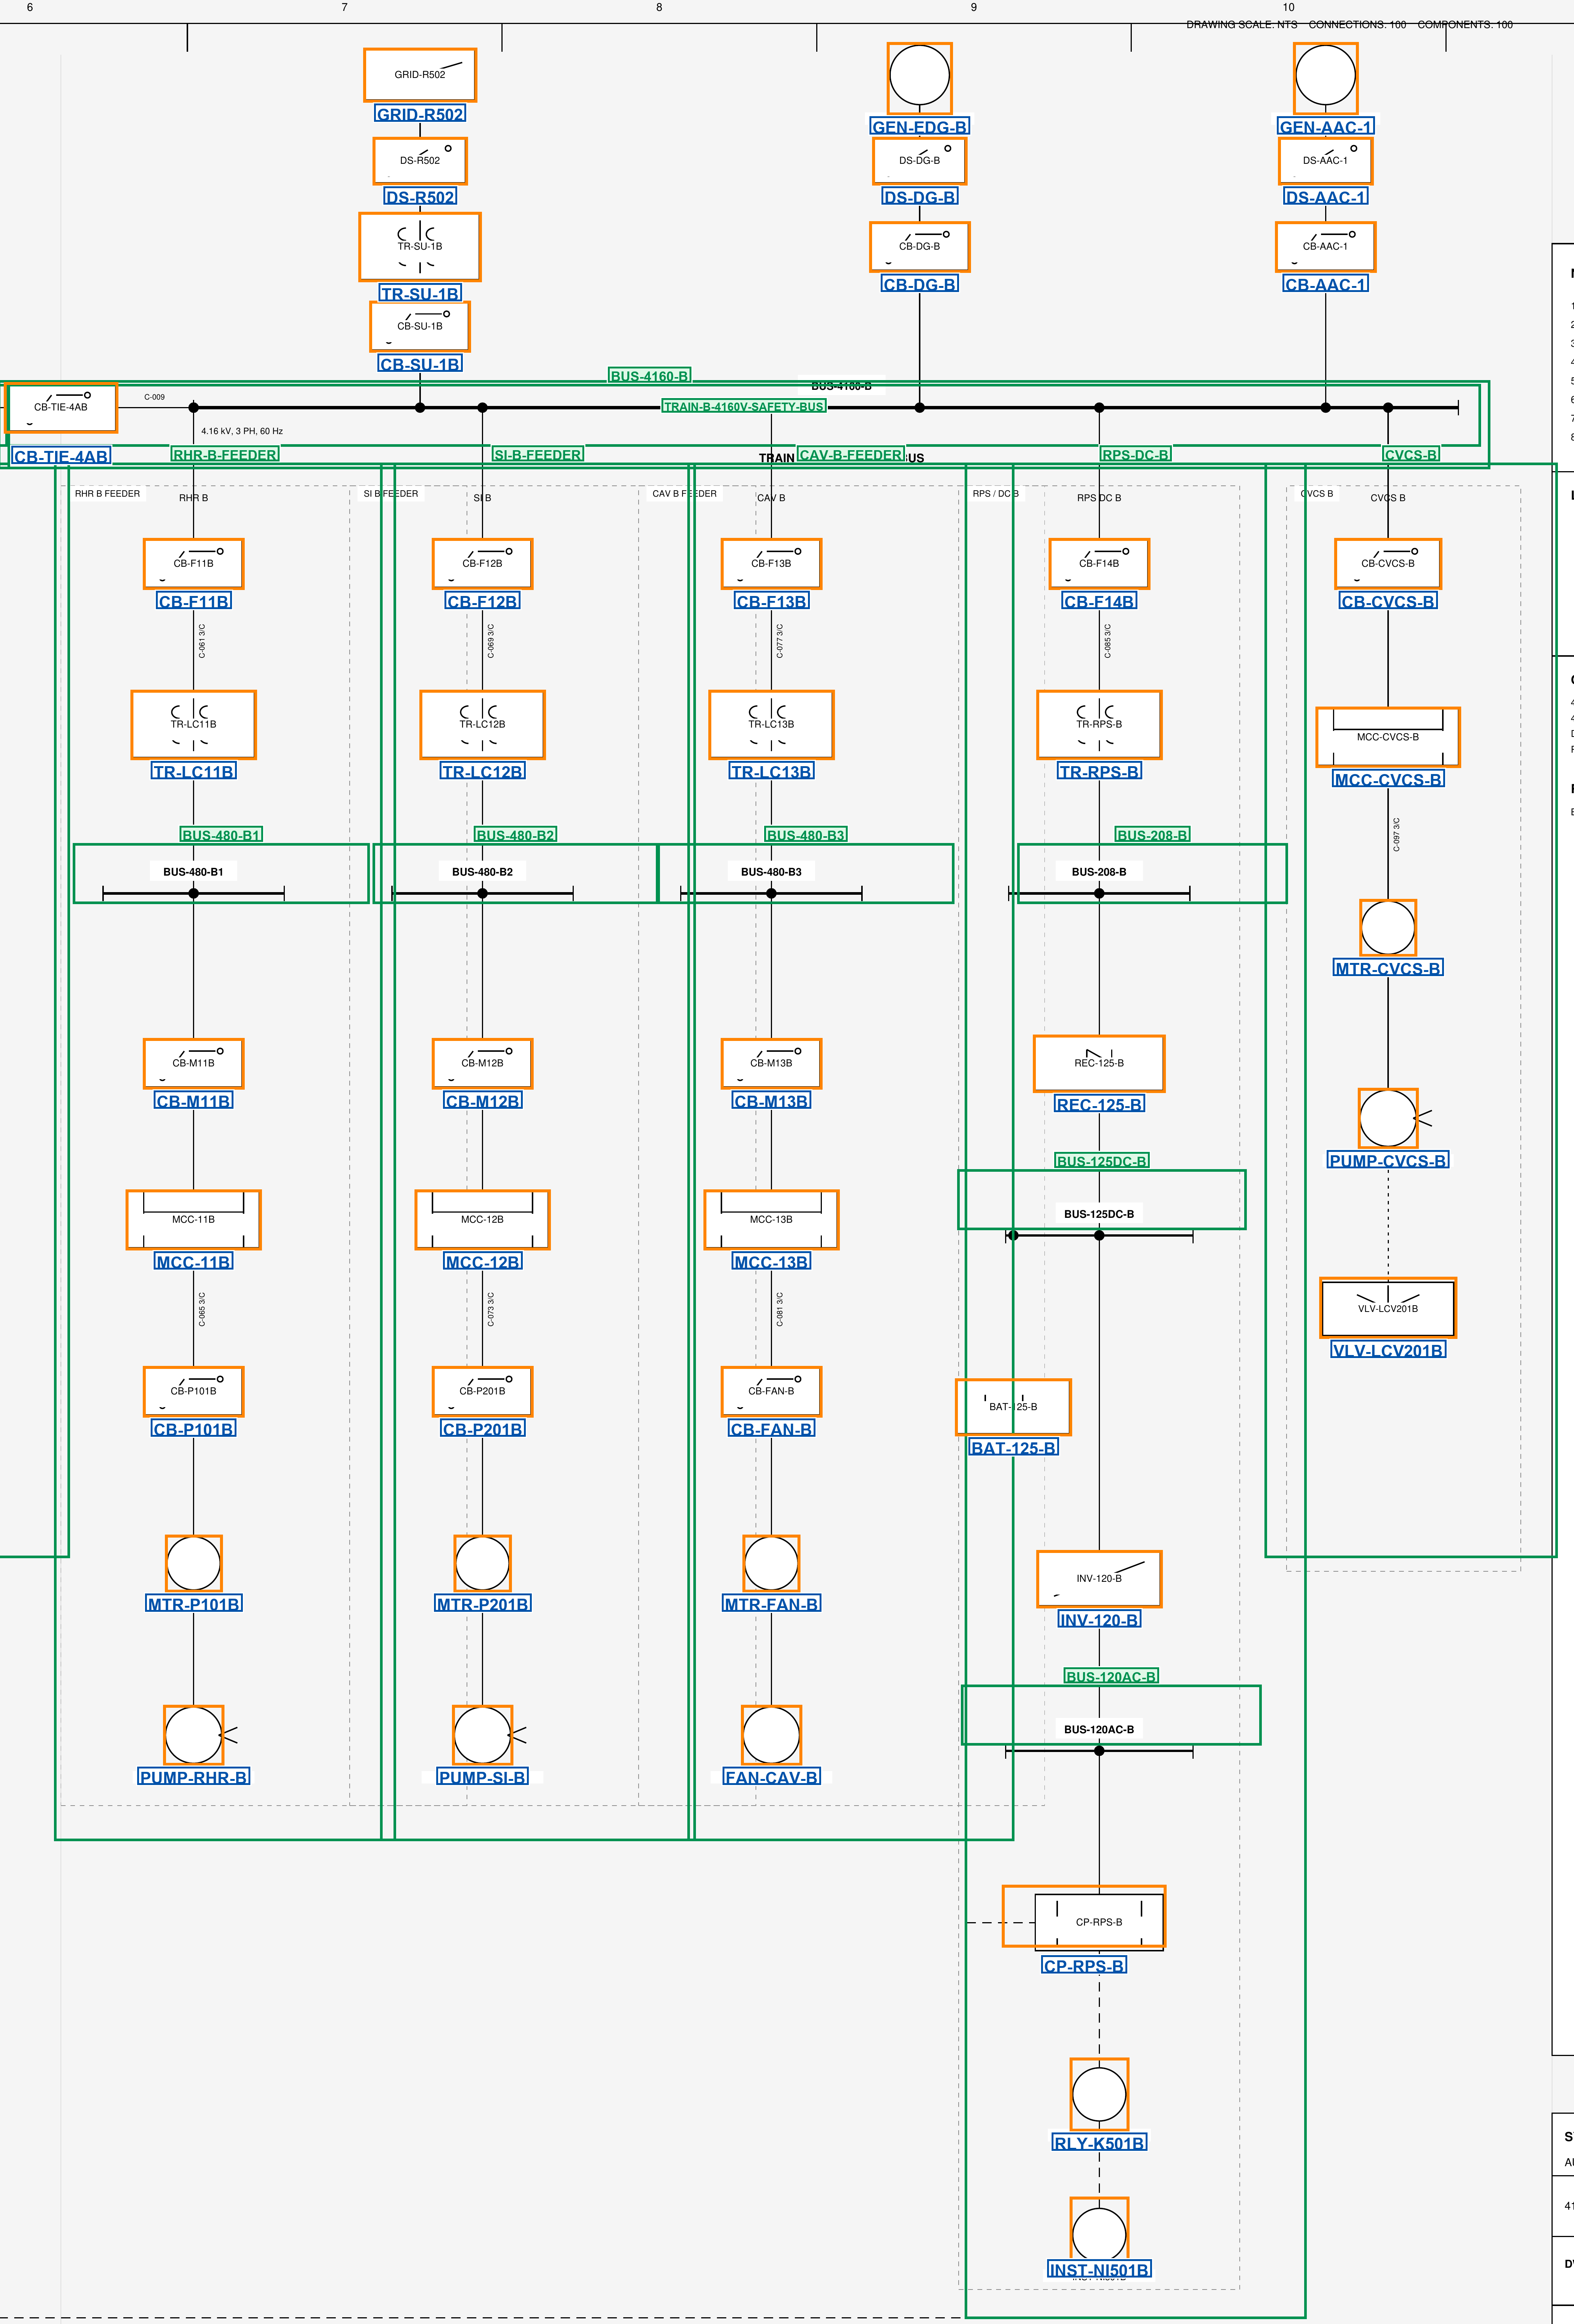 6 7 8 9 10
DRAWING SCALE: NTS CONNECTIONS: 100 COMPONENTS: 100
GRID-R502
GRID-R502
GEN-EDG-B
GEN-AAC-1
DS-R502
DS-DG-B
DS-AAC-1
DS-R502
DS-DG-B
DS-AAC-1
TR-SU-1B
CB-DG-B
CB-AAC-1
TR-SU-1B
CB-DG-B
CB-AAC-1
CB-SU-1B
CB-SU-1B
BUS-4160-B
BUS-4160-B
CB-TIE-4AB
C-009
TRAIN-B-4160V-SAFETY-BUS
4.16 kV, 3 PH, 60 Hz
CB-TIE-4AB
RHR-B-FEEDER
SI-B-FEEDER
TRAIN
CAV-B-FEEDER
US
RPS-DC-B
CVCS-B
RHR B FEEDER
RHR B
SI B FEEDER
SI B
CAV B FEEDER
CAV B
RPS / DC B
RPS DC B
CVCS B
CVCS B
CB-F11B
CB-F12B
CB-F13B
CB-F14B
CB-CVCS-B
CB-F11B
CB-F12B
CB-F13B
CB-F14B
CB-CVCS-B
C-061 3/C
C-069 3/C
C-077 3/C
C-085 3/C
TR-LC11B
TR-LC12B
TR-LC13B
TR-RPS-B
MCC-CVCS-B
TR-LC11B
TR-LC12B
TR-LC13B
TR-RPS-B
MCC-CVCS-B
BUS-480-B1
BUS-480-B2
BUS-480-B3
BUS-208-B
C-097 3/C
BUS-480-B1
BUS-480-B2
BUS-480-B3
BUS-208-B
MTR-CVCS-B
CB-M11B
CB-M12B
CB-M13B
REC-125-B
CB-M11B
CB-M12B
CB-M13B
REC-125-B
BUS-125DC-B
PUMP-CVCS-B
MCC-11B
MCC-12B
MCC-13B
BUS-125DC-B
MCC-11B
MCC-12B
MCC-13B
C-065 3/C
C-073 3/C
C-081 3/C
VLV-LCV201B
VLV-LCV201B
CB-P101B
CB-P201B
CB-FAN-B
BAT-125-B
CB-P101B
CB-P201B
CB-FAN-B
BAT-125-B
INV-120-B
MTR-P101B
MTR-P201B
MTR-FAN-B
INV-120-B
BUS-120AC-B
BUS-120AC-B
PUMP-RHR-B
PUMP-SI-B
FAN-CAV-B
CP-RPS-B
CP-RPS-B
RLY-K501B
INST-NI501B